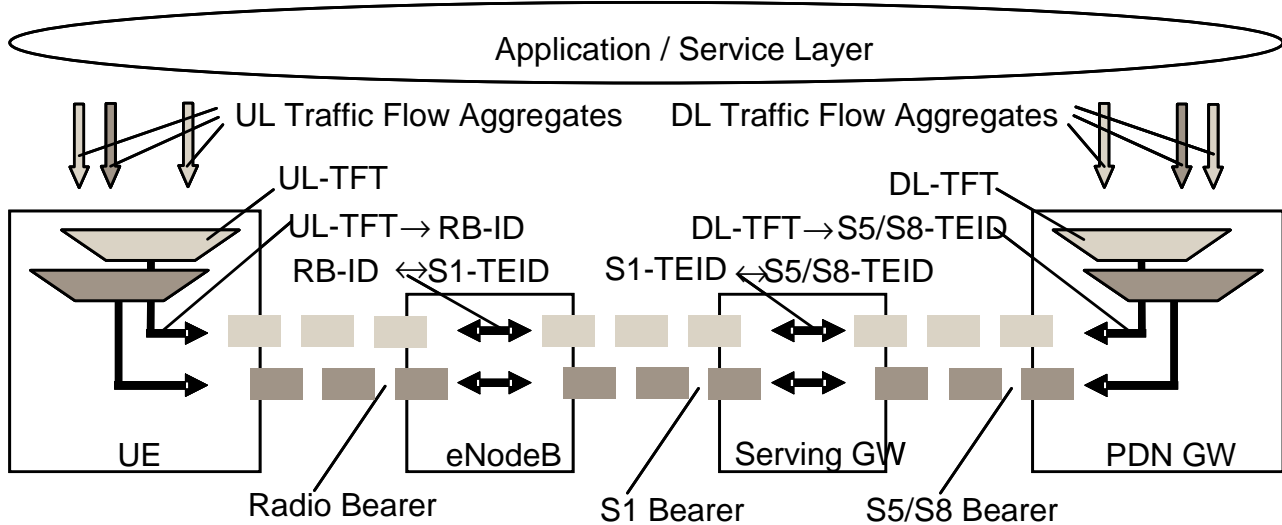 Application / Service Layer
UL Traffic Flow Aggregates
DL Traffic Flow Aggregates
UL-TFT
DL-TFT
UL-TFT → RB-ID
DL-TFT → S5/S8-TEID
RB-ID ↔ S1-TEID
S1-TEID ↔ S5/S8-TEID
UE
eNodeB
Serving GW
PDN GW
Radio Bearer
S1 Bearer
S5/S8 Bearer